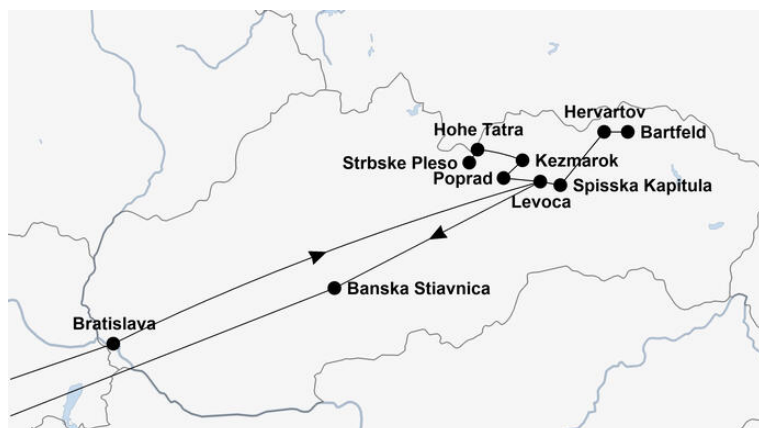 Hervartov
Hohe Tatra
Bartfeld
Strbske Pleso
Kezmarok
Poprad
Spisska Kapitula
Levoca
Banska Stiavnica
Bratislava